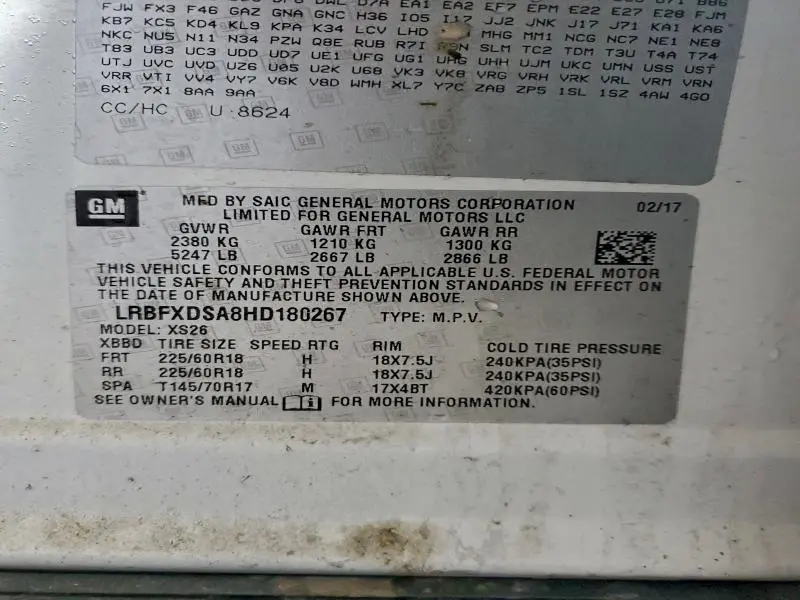 FJW FX3 F46 GAZ GNA GNC H36 I05 I17 JJ2 JNK J17 J71 KA1 KA6
KB7 KC5 KD4 KL9 KPA K34 LCV LHD MHG MM1 NCG NC7 NE1 NE8
NKC NU5 N11 N34 PZW Q8E RUB R7I SLM TC2 TDM T3U T4A T74
T83 UB3 UC3 UDD UD7 UE1 UFG UG1 UHG UHH UJM UKC UMN USS UST
UTJ UVC UVD UZ6 U05 U2K U68 VK3 VK8 VRG VRH VRK VRL VRM VRN
VRR VTI VV4 VY7 V6K V8D WMH XL7 Y7C ZAB ZP5 1SL 1SZ 4AW 4G0
6X1 7X1 8AA 9AA
CC/HC U 8624
GM
MFD BY SAIC GENERAL MOTORS CORPORATION 02/17
LIMITED FOR GENERAL MOTORS LLC
GVWR GAWR FRT GAWR RR
2380 KG 1210 KG 1300 KG
5247 LB 2667 LB 2866 LB
THIS VEHICLE CONFORMS TO ALL APPLICABLE U.S. FEDERAL MOTOR
VEHICLE SAFETY AND THEFT PREVENTION STANDARDS IN EFFECT ON
THE DATE OF MANUFACTURE SHOWN ABOVE.
LRBFXDSA8HD180267 TYPE: M.P.V.
MODEL: XS26
XBBD TIRE SIZE SPEED RTG RIM COLD TIRE PRESSURE
FRT 225/60R18 H 18X7.5J 240KPA(35PSI)
RR 225/60R18 H 18X7.5J 240KPA(35PSI)
SPA T145/70R17 M 17X4BT 420KPA(60PSI)
SEE OWNER'S MANUAL FOR MORE INFORMATION.